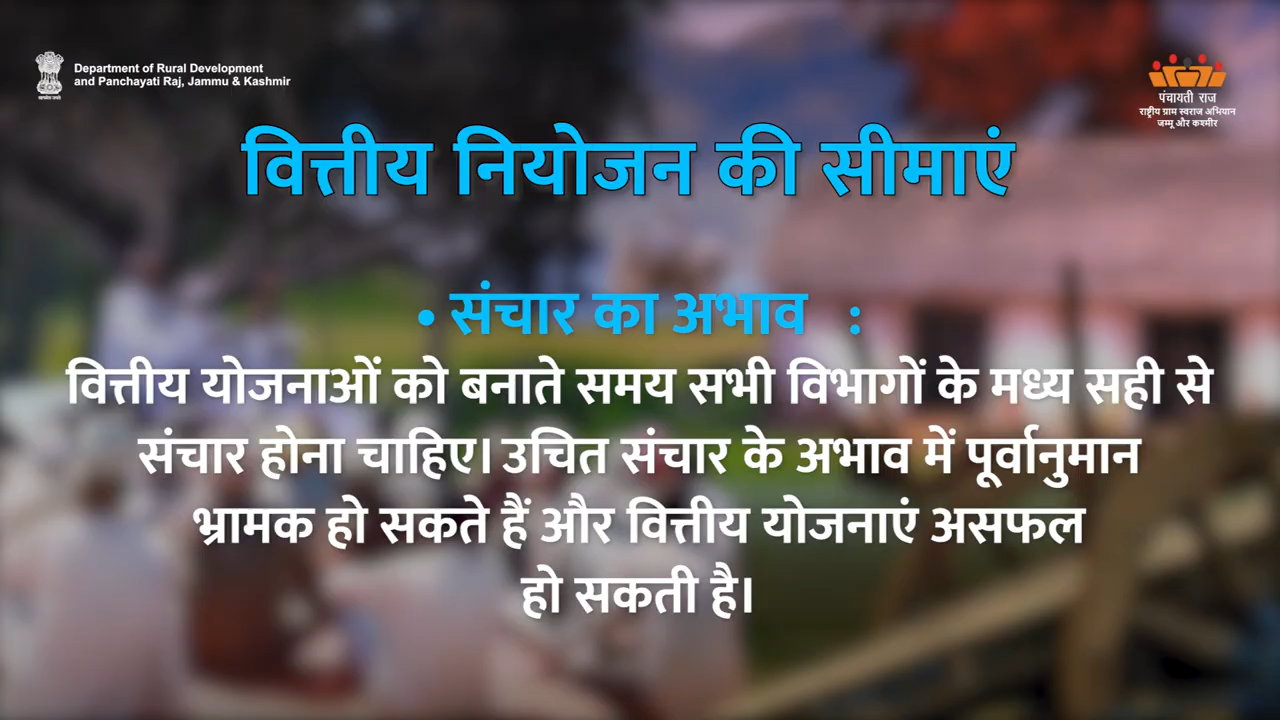 Department of Rural Development
and Panchayati Raj, Jammu & Kashmir
पंचायती राज
राष्ट्रीय ग्राम स्वराज अभियान
जम्मू और कश्मीर
वित्तीय नियोजन की सीमाएं
• संचार का अभाव :
वित्तीय योजनाओं को बनाते समय सभी विभागों के मध्य सही से
संचार होना चाहिए। उचित संचार के अभाव में पूर्वानुमान
भ्रामक हो सकते हैं और वित्तीय योजनाएं असफल
हो सकती है।